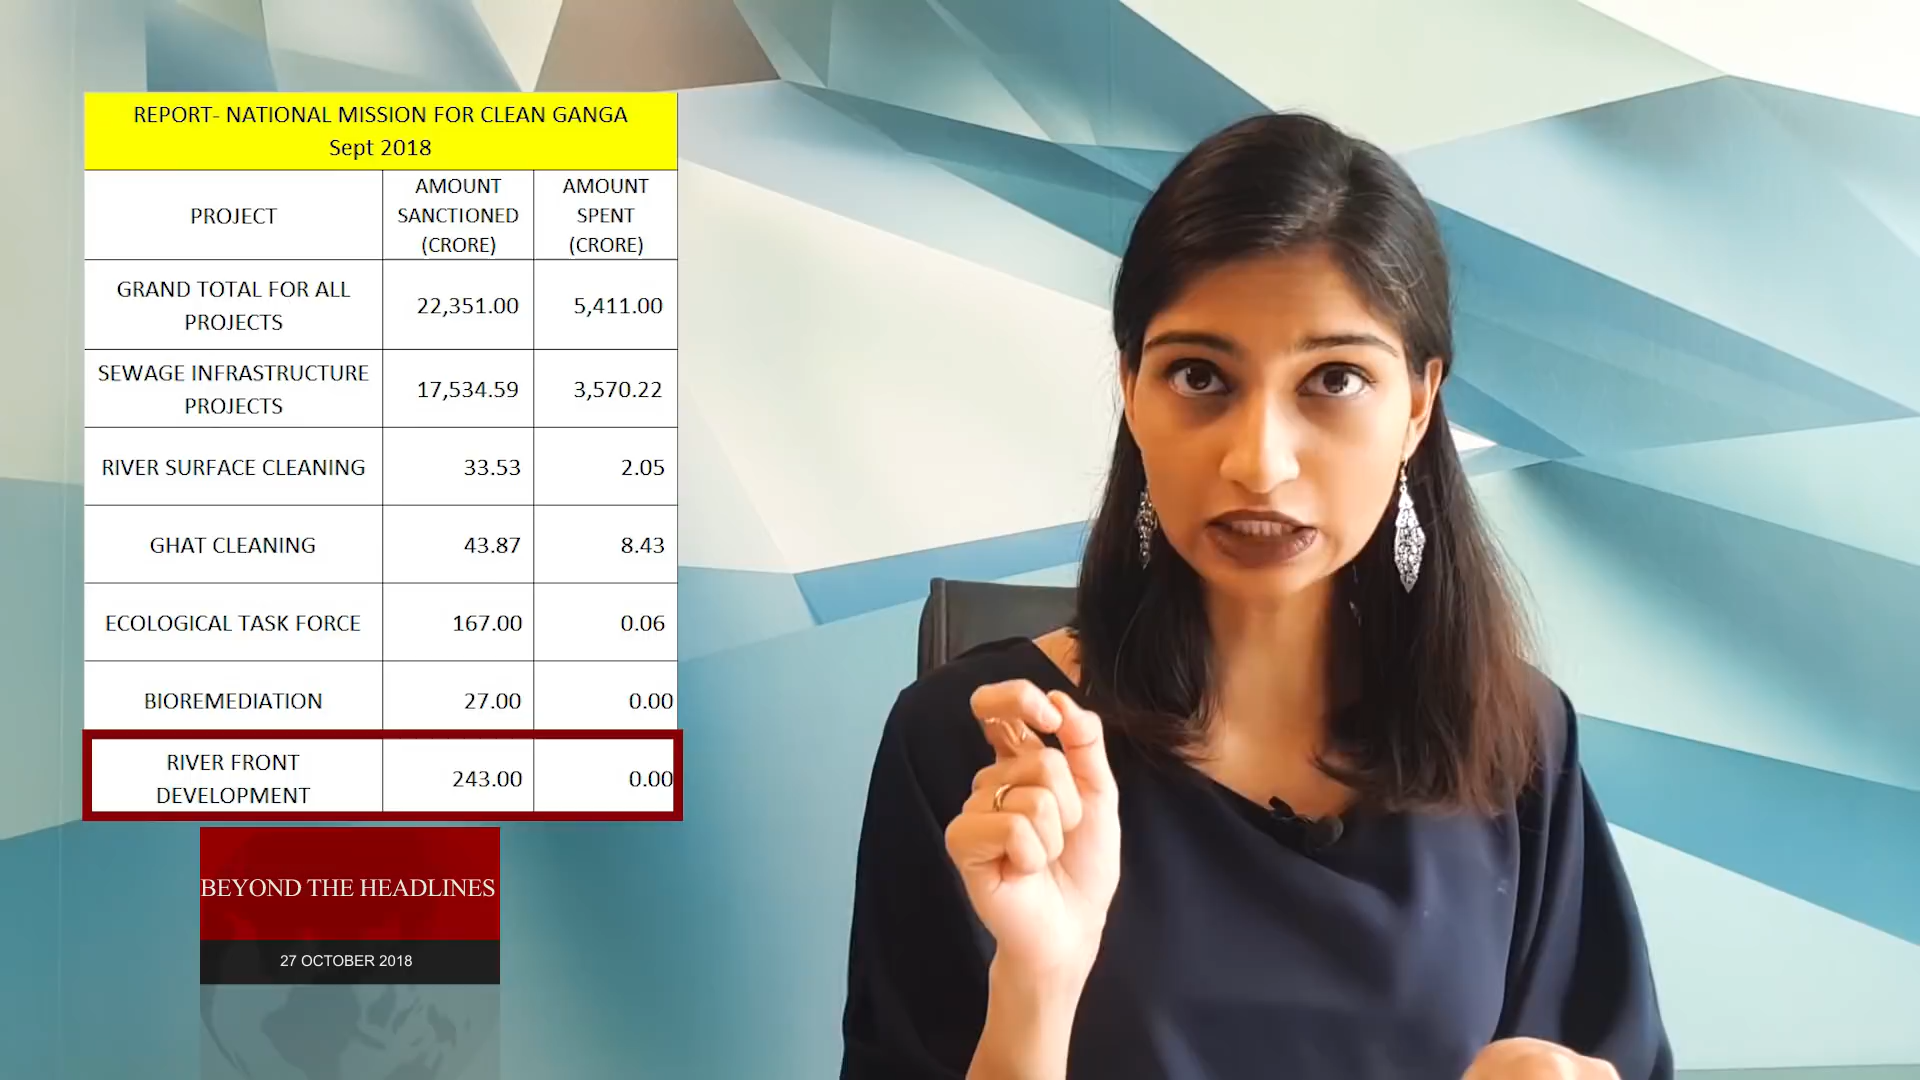 REPORT- NATIONAL MISSION FOR CLEAN GANGA
Sept 2018
PROJECT
AMOUNT
SANCTIONED
(CRORE)
AMOUNT
SPENT
(CRORE)
GRAND TOTAL FOR ALL
PROJECTS
22,351.00
5,411.00
SEWAGE INFRASTRUCTURE
PROJECTS
17,534.59
3,570.22
RIVER SURFACE CLEANING
33.53
2.05
GHAT CLEANING
43.87
8.43
ECOLOGICAL TASK FORCE
167.00
0.06
BIOREMEDIATION
27.00
0.00
RIVER FRONT
DEVELOPMENT
243.00
0.00
BEYOND THE HEADLINES
27 OCTOBER 2018